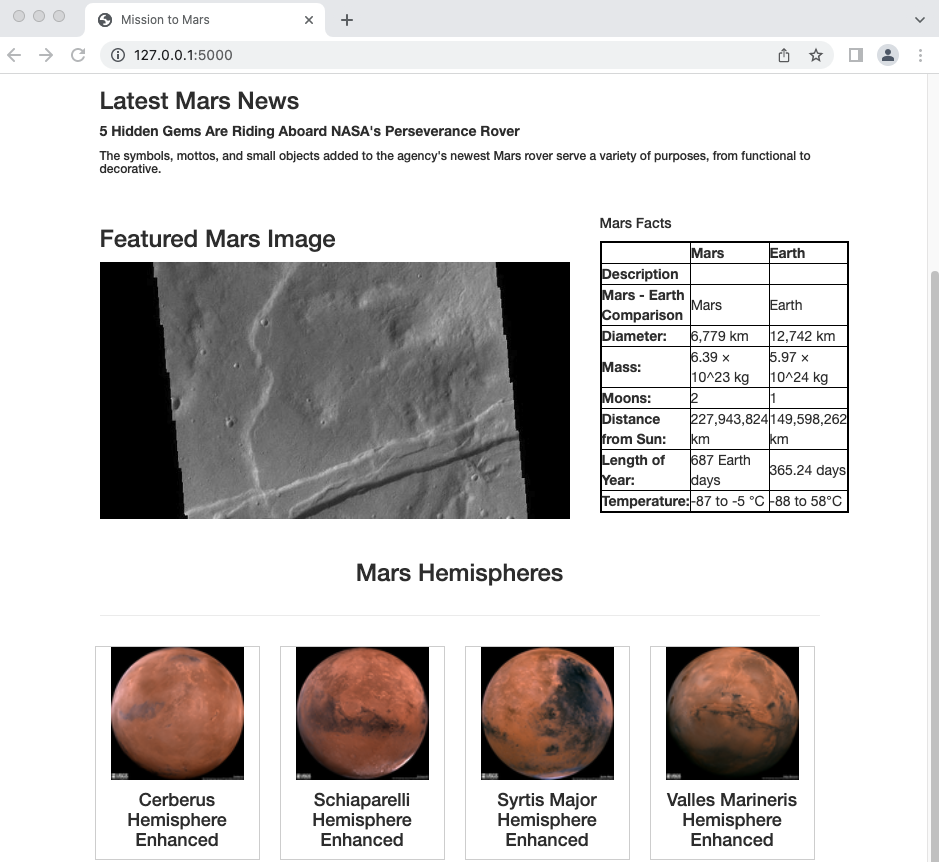 Mission to Mars
127.0.0.1:5000
Latest Mars News
5 Hidden Gems Are Riding Aboard NASA's Perseverance Rover
The symbols, mottos, and small objects added to the agency's newest Mars rover serve a variety of purposes, from functional to
decorative.
Featured Mars Image
Mars Facts
Mars Earth
Description
Mars - Earth
Comparison Mars Earth
Diameter: 6,779 km 12,742 km
Mass: 6.39 × 5.97 ×
10^23 kg 10^24 kg
Moons: 2 1
Distance 227,943,824 149,598,262
from Sun: km km
Length of 687 Earth 365.24 days
Year: days
Temperature: -87 to -5 °C -88 to 58°C
Mars Hemispheres
Cerberus
Hemisphere
Enhanced
Schiaparelli
Hemisphere
Enhanced
Syrtis Major
Hemisphere
Enhanced
Valles Marineris
Hemisphere
Enhanced